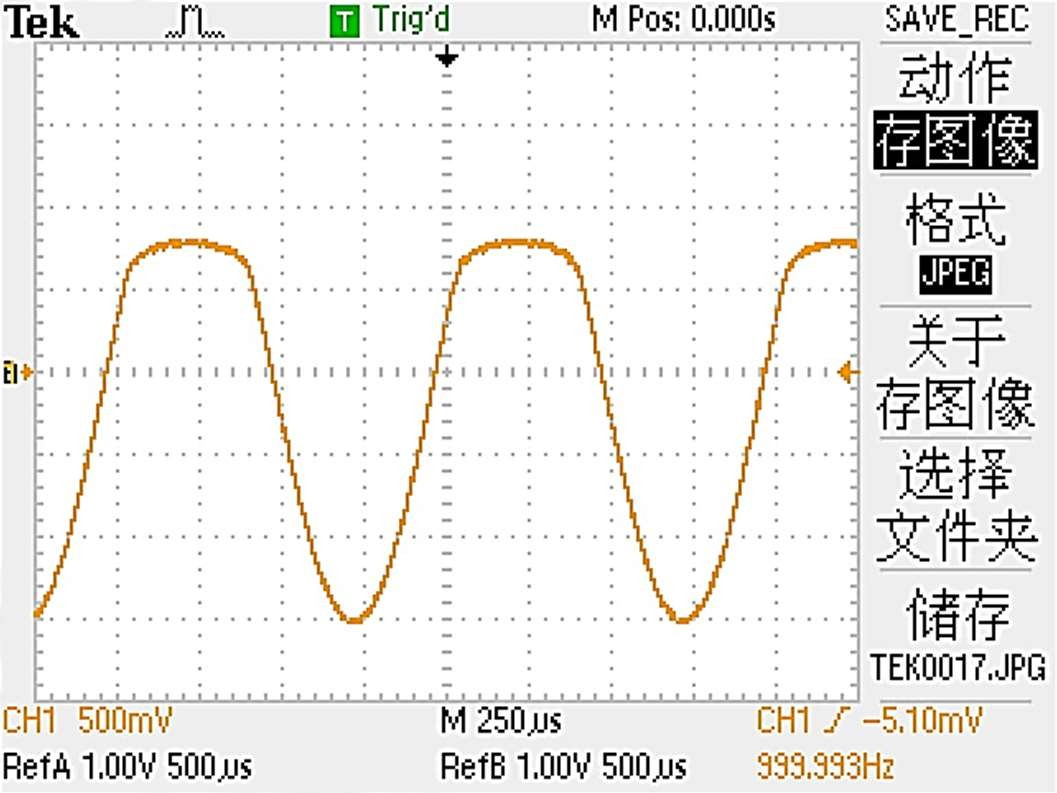 Tek T Trig'd M Pos: 0.000s SAVE_REC
动作
存图像
格式
JPEG
关于
存图像
选择
文件夹
储存
TEK0017.JPG
1
CH1 500mV M 250µs CH1 -5.10mV
RefA 1.00V 500µs RefB 1.00V 500µs 999.993Hz